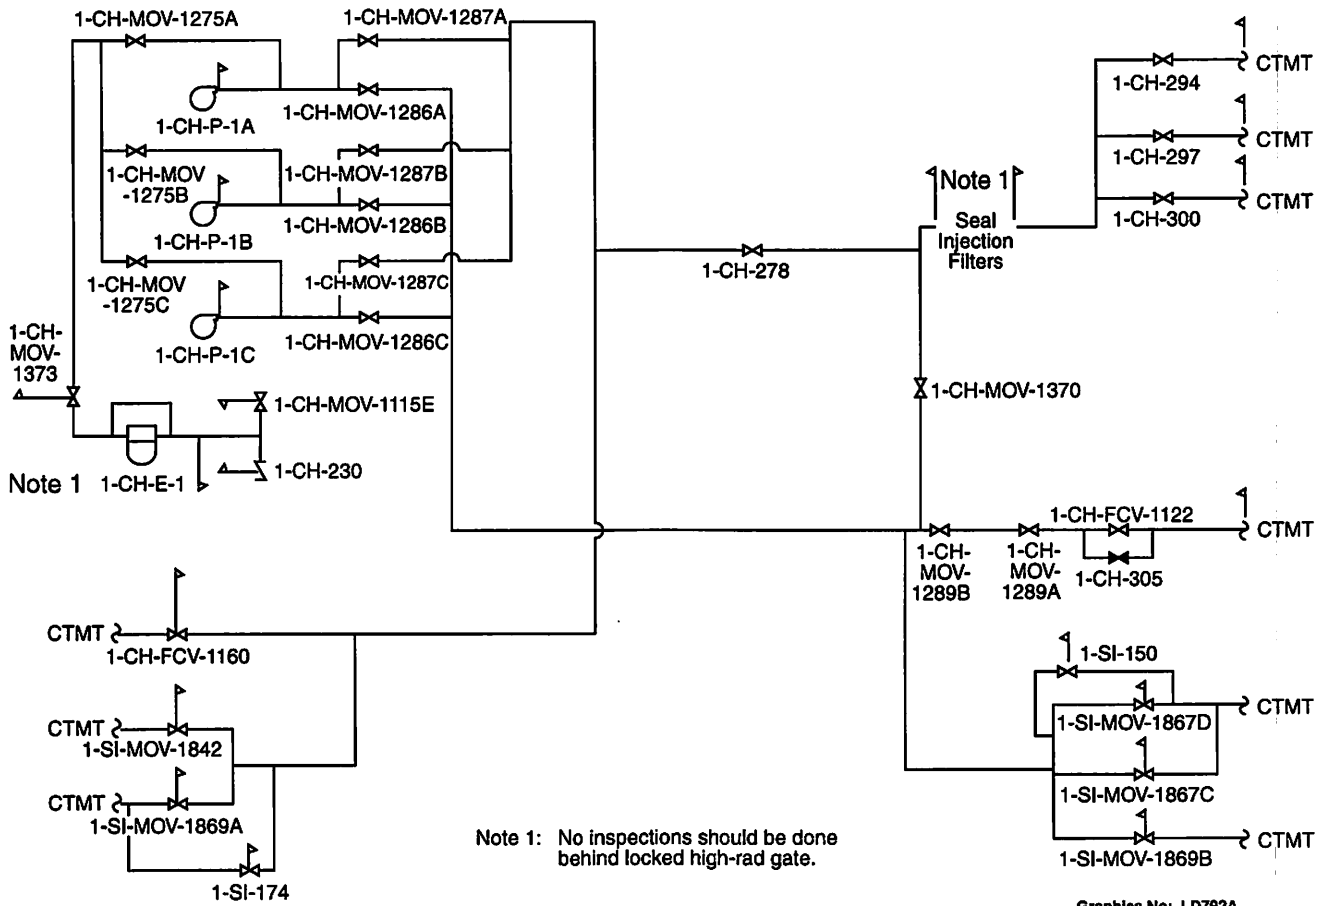 1-CH-MOV-1275A
1-CH-MOV-1287A
CTMT
1-CH-294
1-CH-MOV-1286A
1-CH-P-1A
CTMT
1-CH-297
1-CH-MOV
-1275B
1-CH-MOV-1287B
Note 1
CTMT
1-CH-300
1-CH-MOV-1286B
1-CH-P-1B
Seal
Injection
Filters
1-CH-278
1-CH-MOV
-1275C
1-CH-MOV-1287C
1-CH-MOV-1286C
1-CH-P-1C
1-CH-
MOV-
1373
1-CH-MOV-1370
1-CH-MOV-1115E
1-CH-230
Note 1
1-CH-E-1
1-CH-FCV-1122
CTMT
1-CH-
MOV-
1289B
1-CH-
MOV-
1289A
1-CH-305
CTMT
1-CH-FCV-1160
1-SI-150
CTMT
1-SI-MOV-1867D
CTMT
1-SI-MOV-1842
1-SI-MOV-1867C
CTMT
1-SI-MOV-1869A
CTMT
1-SI-MOV-1869B
Note 1: No inspections should be done
behind locked high-rad gate.
1-SI-174
Graphics No: LD792A